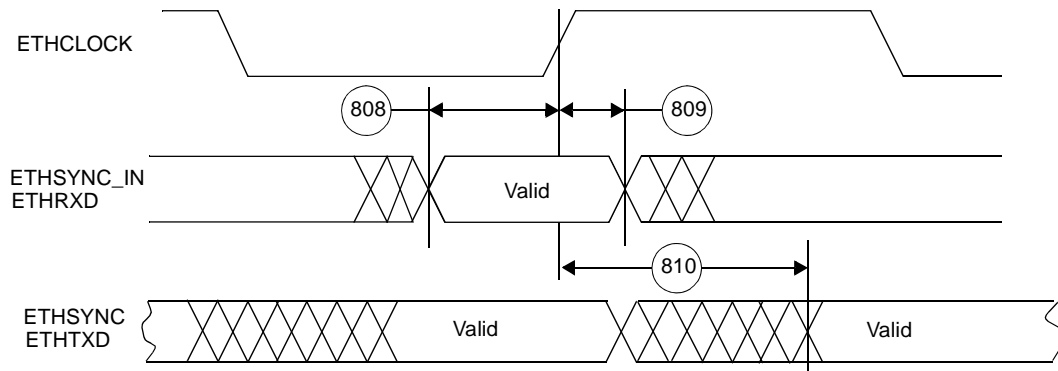 ETHCLOCK
808
809
ETHSYNC_IN
ETHRXD
Valid
810
ETHSYNC
ETHTXD
Valid
Valid